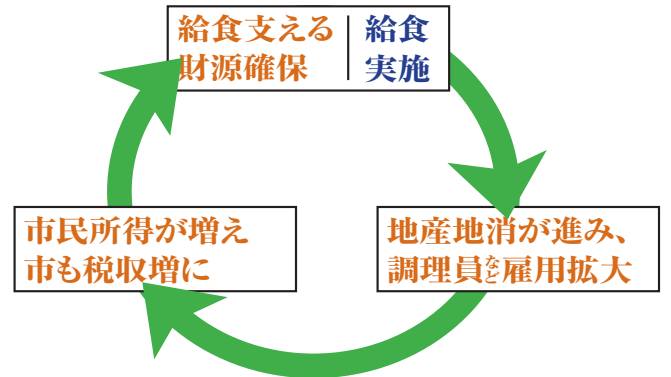 給食支える
財源確保
給食
実施
地産地消が進み、
調理員など雇用拡大
市民所得が増え
市も税収増に